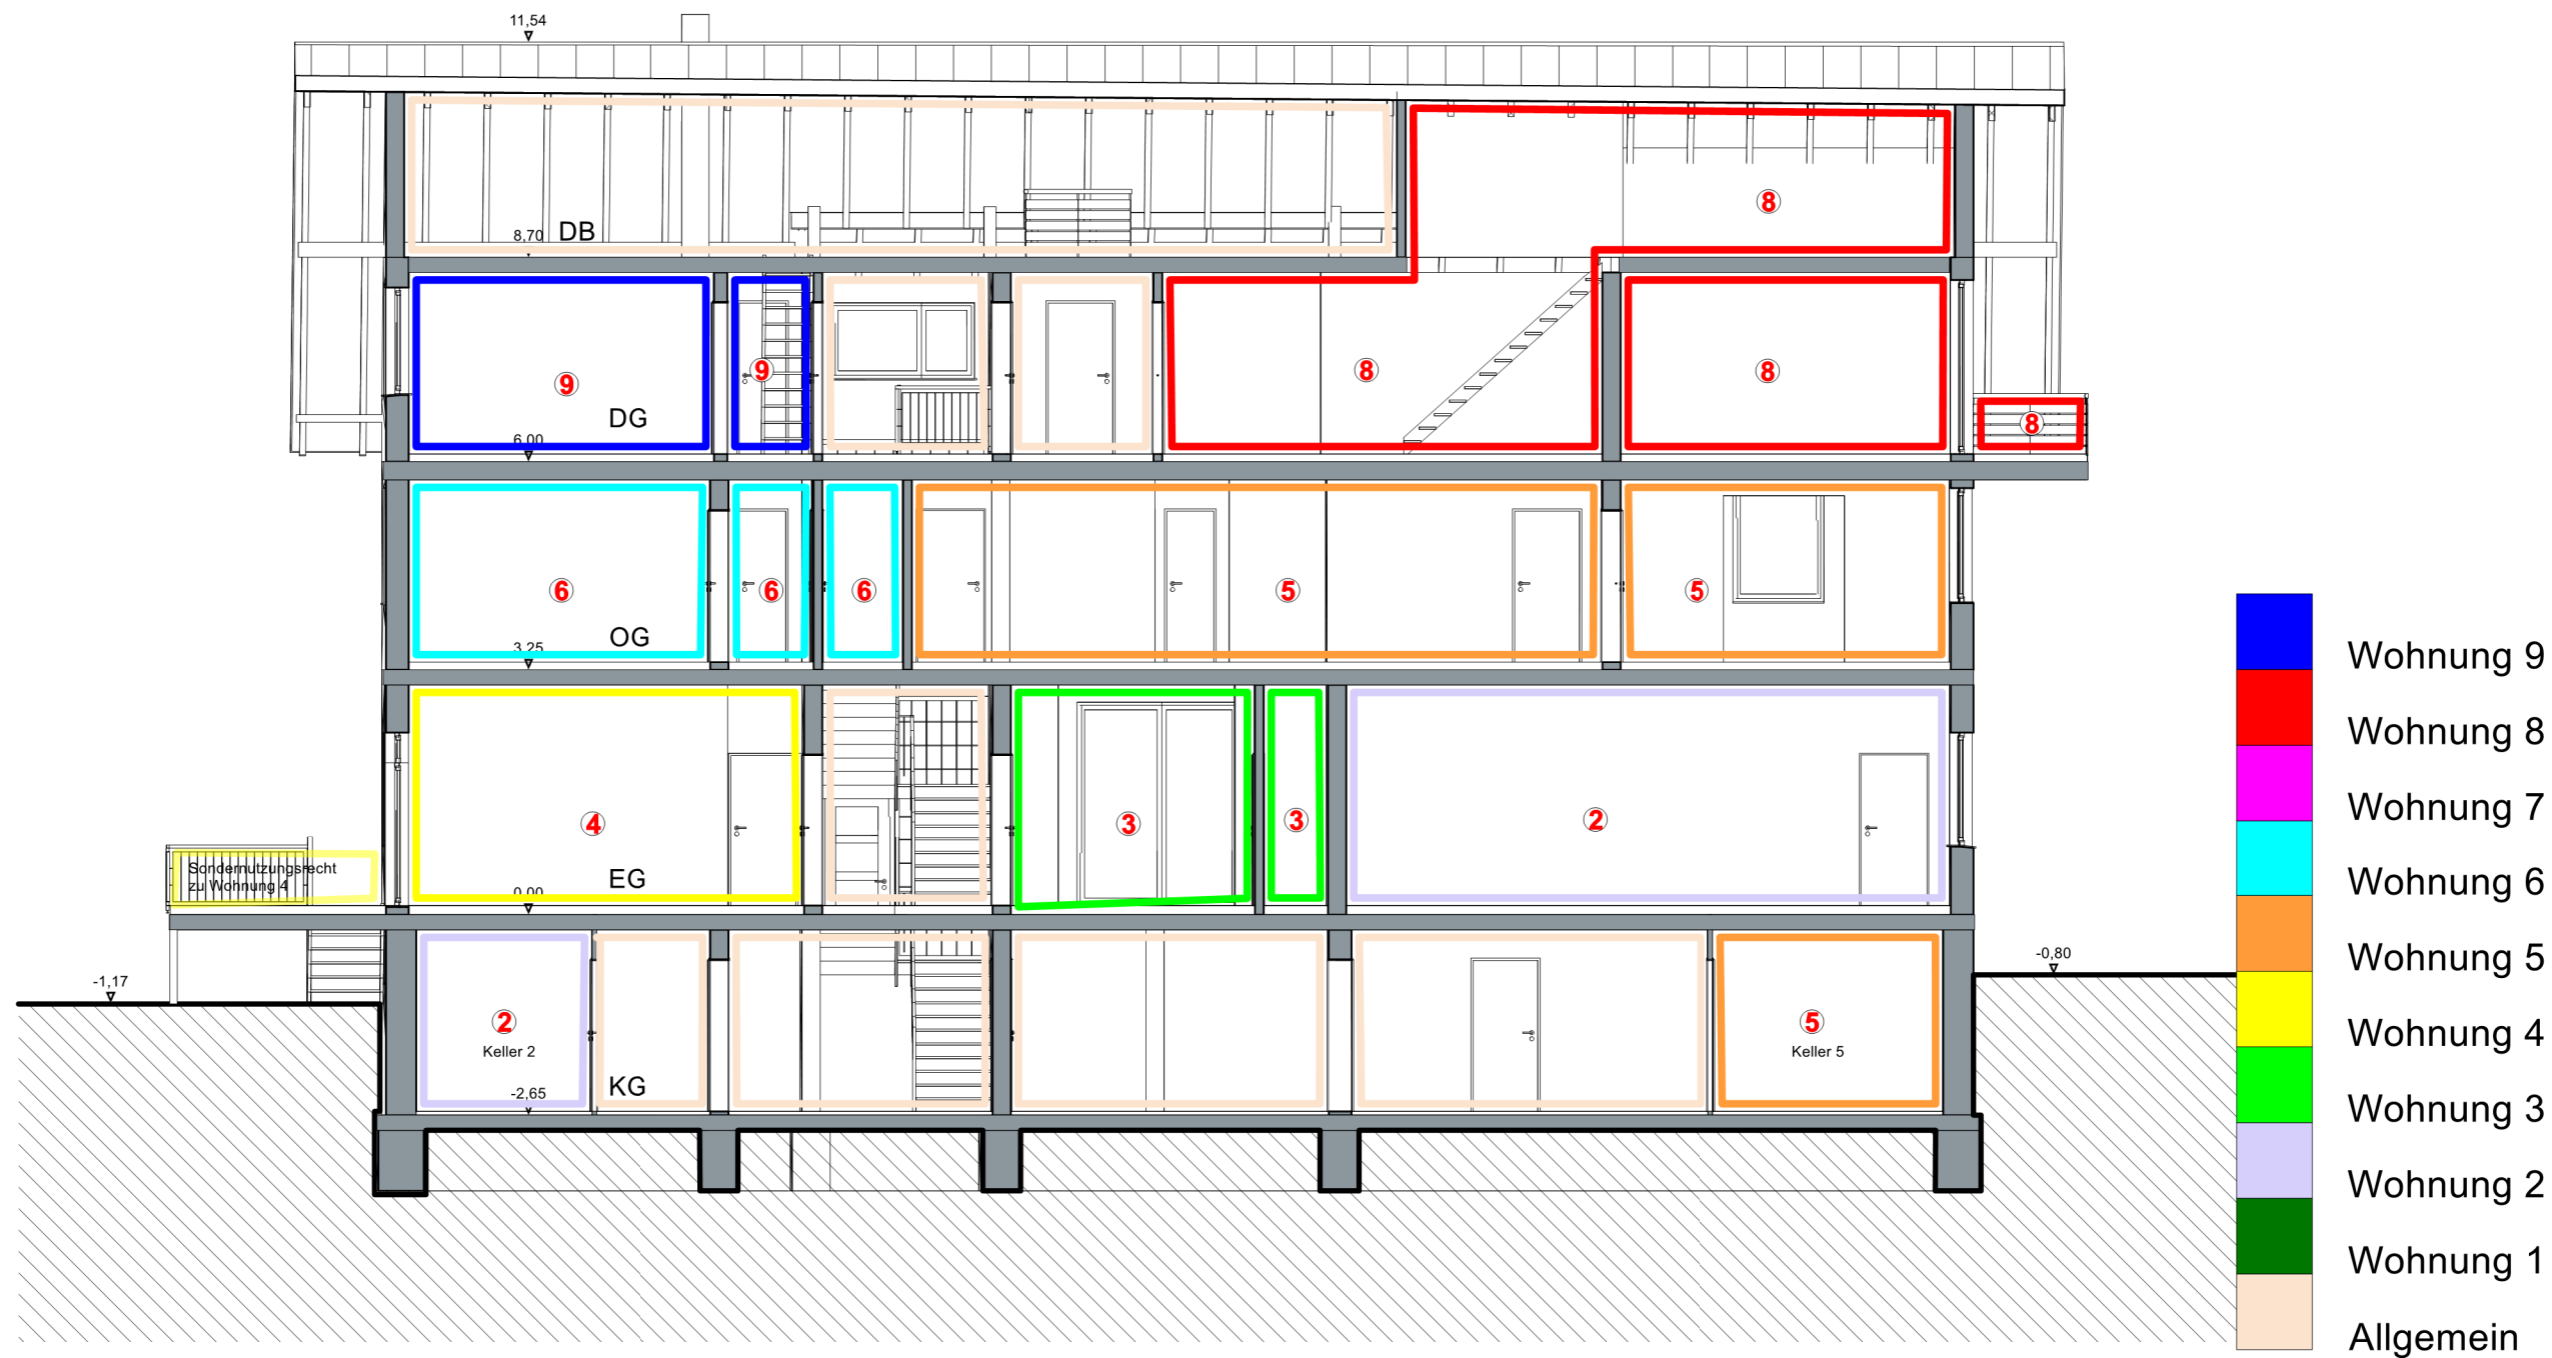 11,54
8,70 DB
8
9
9
8
8
DG
8
6,00
6
6
6
5
5
OG
3,25
4
3
3
2
Sondernutzungsrecht
zu Wohnung 4
EG
0,00
-1,17
-0,80
2
Keller 2
5
Keller 5
KG
-2,65
Wohnung 9
Wohnung 8
Wohnung 7
Wohnung 6
Wohnung 5
Wohnung 4
Wohnung 3
Wohnung 2
Wohnung 1
Allgemein